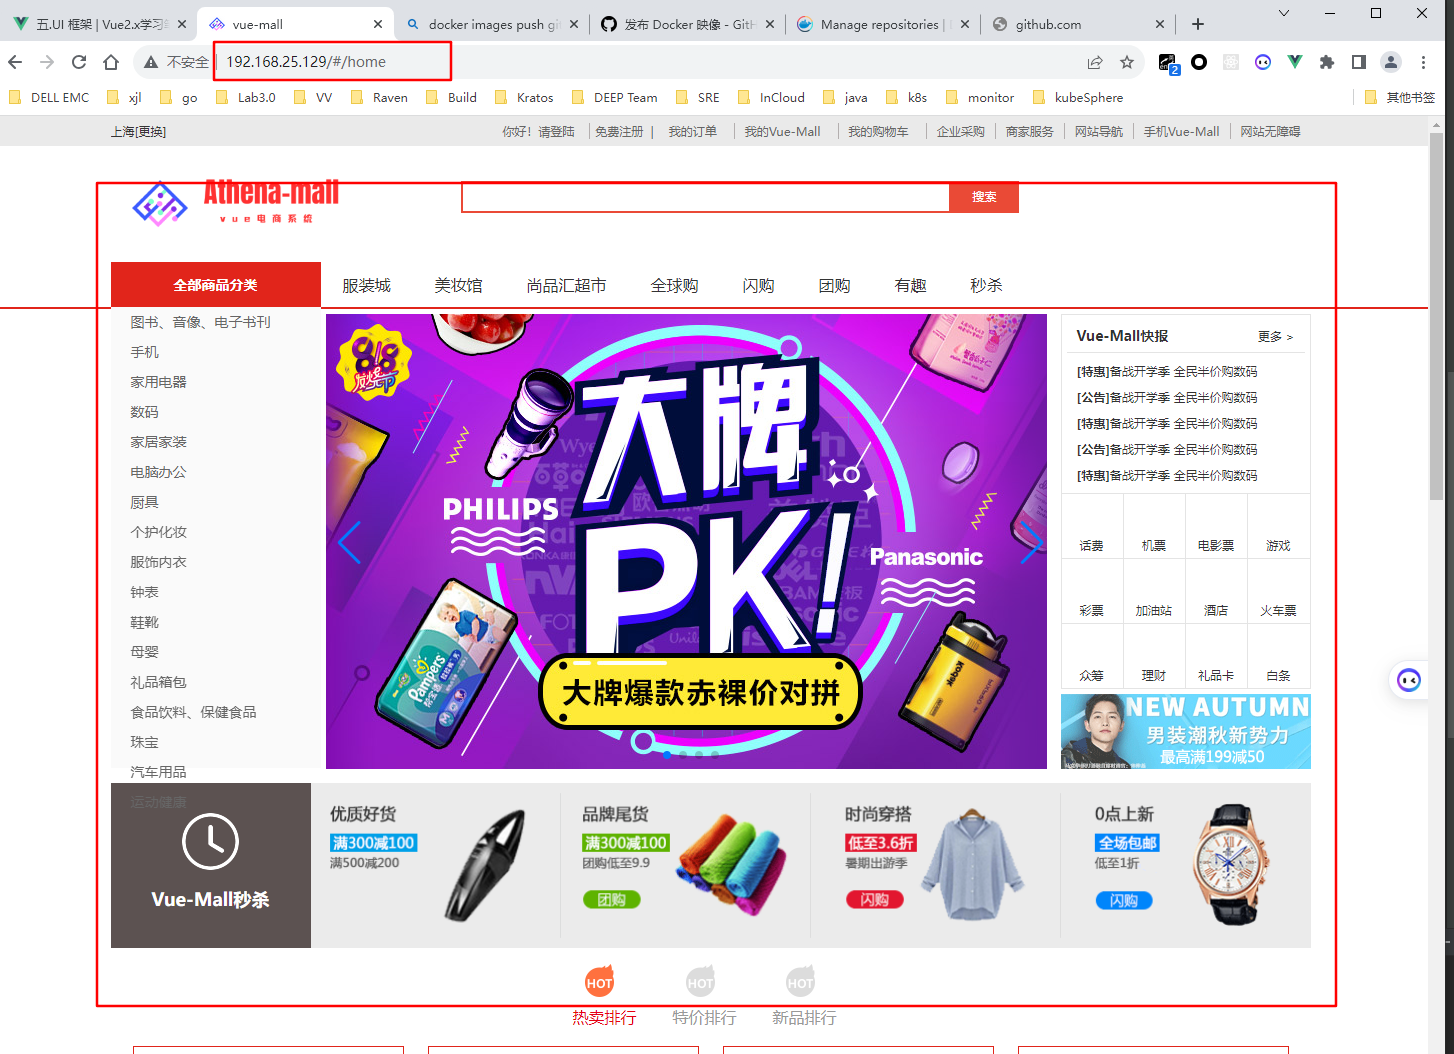 五.UI 框架 | Vue2.x学习笔
vue-mall
docker images push gi
发布 Docker 映像 - GitH
Manage repositories |
github.com
不安全
192.168.25.129/#/home
2
DELL EMC
xjl
go
Lab3.0
VV
Raven
Build
Kratos
DEEP Team
SRE
InCloud
java
k8s
monitor
kubeSphere
其他书签
上海[更换]
你好！请登陆
免费注册
我的订单
我的Vue-Mall
我的购物车
企业采购
商家服务
网站导航
手机Vue-Mall
网站无障碍
Athena-mall
vue电商系统
搜索
全部商品分类
服装城
美妆馆
尚品汇超市
全球购
闪购
团购
有趣
秒杀
图书、音像、电子书刊
手机
家用电器
数码
家居家装
电脑办公
厨具
个护化妆
服饰内衣
钟表
鞋靴
母婴
礼品箱包
食品饮料、保健食品
珠宝
汽车用品
运动健康
818
发烧节
大牌
PK!
PHILIPS
Panasonic
Pampers
Kodak
大牌爆款赤裸价对拼
Vue-Mall快报
更多 >
[特惠]备战开学季 全民半价购数码
[公告]备战开学季 全民半价购数码
[特惠]备战开学季 全民半价购数码
[公告]备战开学季 全民半价购数码
[特惠]备战开学季 全民半价购数码
话费
机票
电影票
游戏
彩票
加油站
酒店
火车票
众筹
理财
礼品卡
白条
NEW AUTUMN
男装潮秋新势力
最高满199减50
Vue-Mall秒杀
优质好货
满300减100
满500减200
品牌尾货
满300减100
团购低至9.9
团购
时尚穿搭
低至3.6折
暑期出游季
闪购
0点上新
全场包邮
低至1折
闪购
HOT
HOT
HOT
热卖排行
特价排行
新品排行